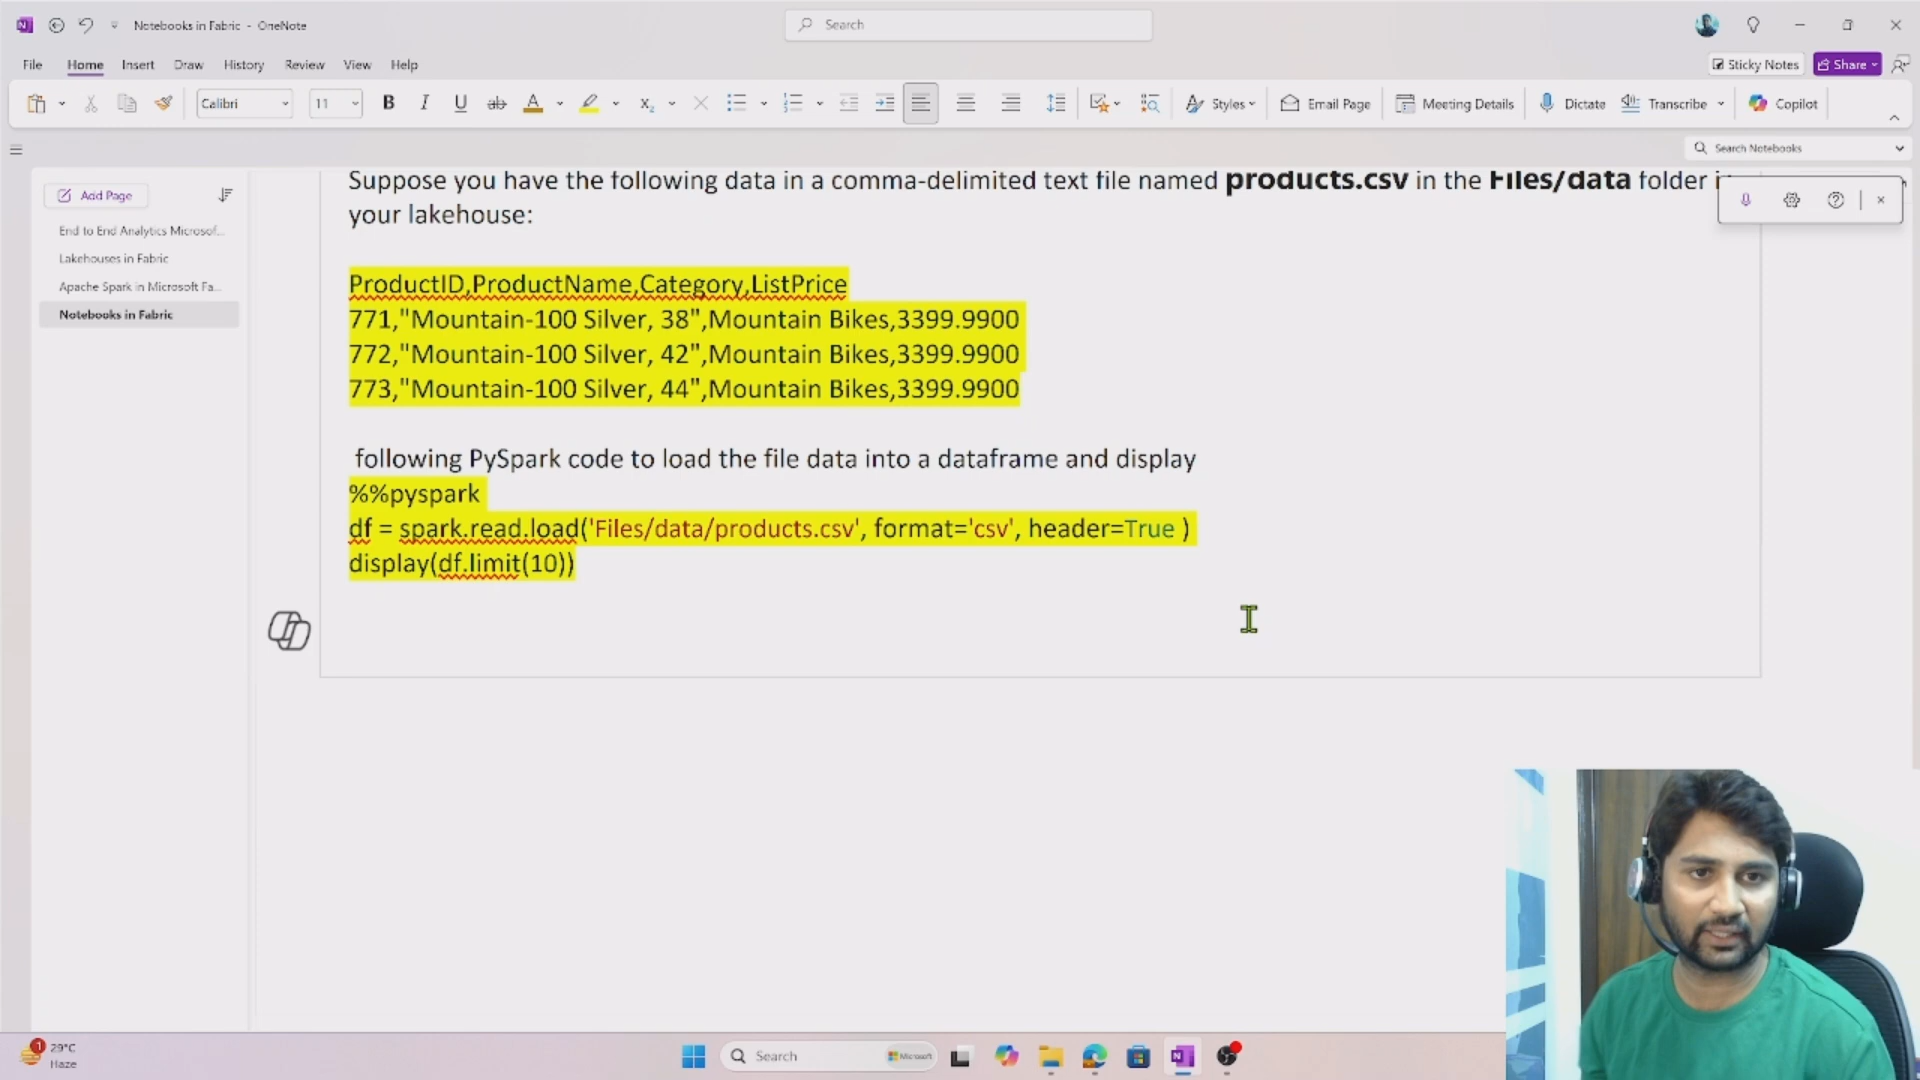 Notebooks in Fabric - OneNote
Search
File Home Insert Draw History Review View Help
Sticky Notes Share
Calibri 11 B I U ab A Styles Email Page Meeting Details Dictate Transcribe Copilot
Search Notebooks
Add Page
End to End Analytics Microsof...
Lakehouses in Fabric
Apache Spark in Microsoft Fa...
Notebooks in Fabric
Suppose you have the following data in a comma-delimited text file named products.csv in the Files/data folder
your lakehouse:
ProductID,ProductName,Category,ListPrice
771,"Mountain-100 Silver, 38",Mountain Bikes,3399.9900
772,"Mountain-100 Silver, 42",Mountain Bikes,3399.9900
773,"Mountain-100 Silver, 44",Mountain Bikes,3399.9900
following PySpark code to load the file data into a dataframe and display
%%pyspark
df = spark.read.load('Files/data/products.csv', format='csv', header=True )
display(df.limit(10))
1
29°C
Haze
Search Microsoft